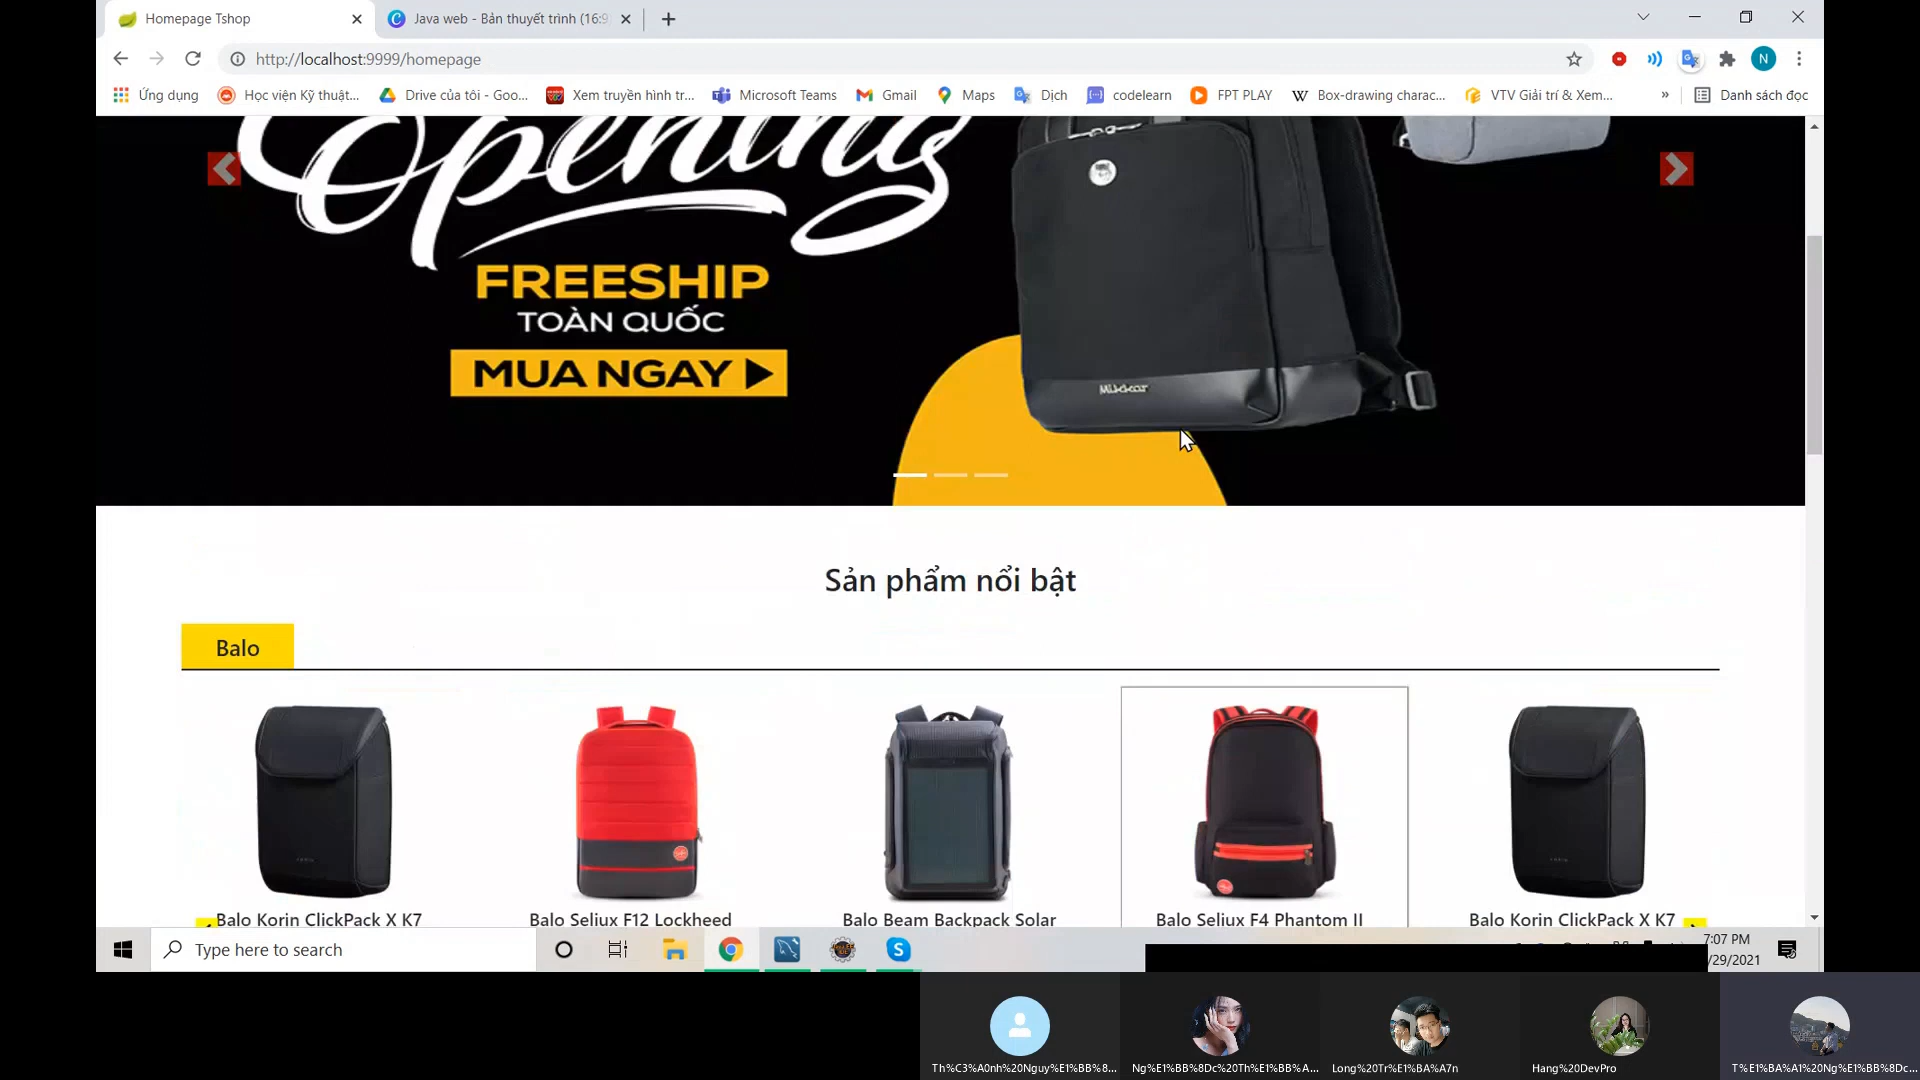 Homepage Tshop
Java web - Bản thuyết trình (16:9
http://localhost:9999/homepage
N
Ứng dụng
Học viện Kỹ thuật...
Drive của tôi - Goo...
Xem truyền hình tr...
Microsoft Teams
Gmail
Maps
Dịch
codelearn
FPT PLAY
Box-drawing charac...
VTV Giải trí & Xem...
»
Danh sách đọc
Opening
FREESHIP
TOÀN QUỐC
MUA NGAY
Mikkor
Sản phẩm nổi bật
Balo
Balo Korin ClickPack X K7
Balo Seliux F12 Lockheed
Balo Beam Backpack Solar
Balo Seliux F4 Phantom II
Balo Korin ClickPack X K7
Type here to search
7:07 PM
/29/2021
Th%C3%A0nh%20Nguy%E1%BB%8...
Ng%E1%BB%8Dc%20Th%E1%BB%A...
Long%20Tr%E1%BA%A7n
Hang%20DevPro
T%E1%BA%A1%20Ng%E1%BB%8Dc...